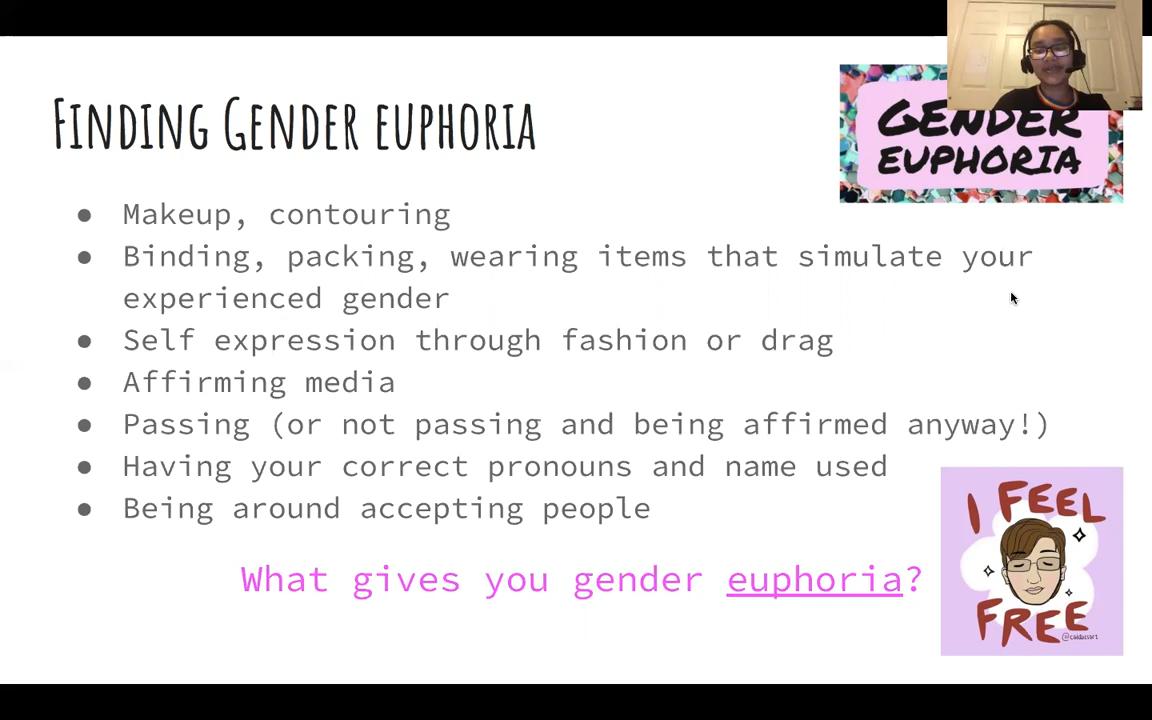 Finding Gender euphoria
GENDER
EUPHORIA
● Makeup, contouring
● Binding, packing, wearing items that simulate your
experienced gender
● Self expression through fashion or drag
● Affirming media
● Passing (or not passing and being affirmed anyway!)
● Having your correct pronouns and name used
● Being around accepting people
What gives you gender euphoria?
I FEEL
FREE